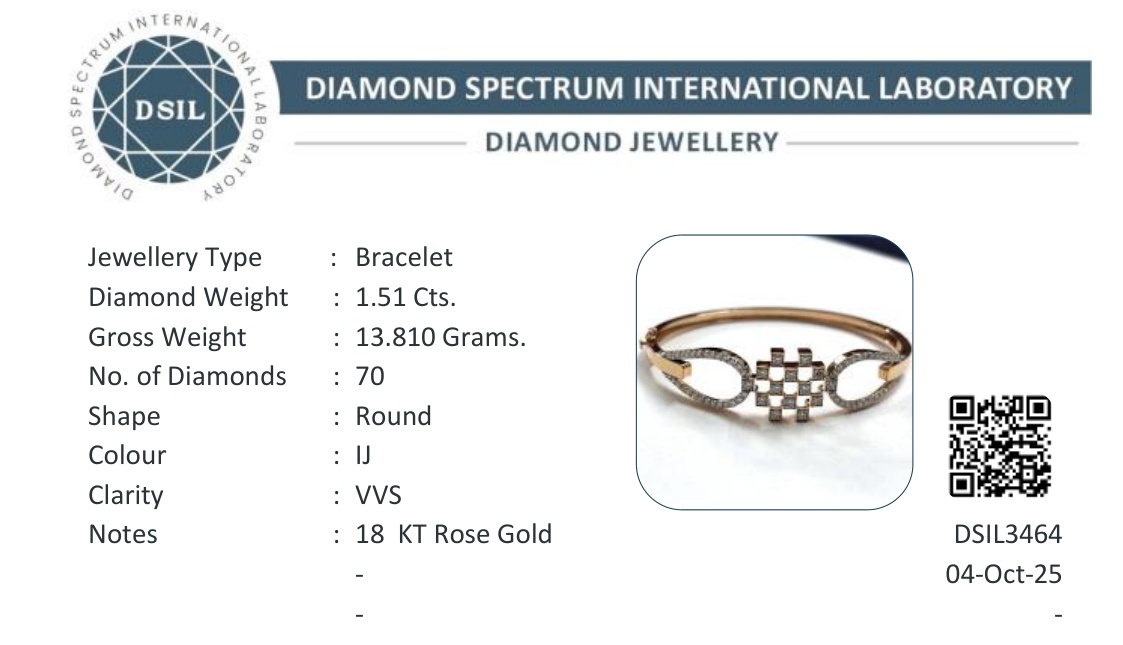 DIAMOND SPECTRUM INTERNATIONAL LABORATORY
DSIL
DIAMOND SPECTRUM INTERNATIONAL LABORATORY
DIAMOND JEWELLERY
Jewellery Type : Bracelet
Diamond Weight : 1.51 Cts.
Gross Weight : 13.810 Grams.
No. of Diamonds : 70
Shape : Round
Colour : IJ
Clarity : VVS
Notes : 18 KT Rose Gold
-
-
DSIL3464
04-Oct-25
-